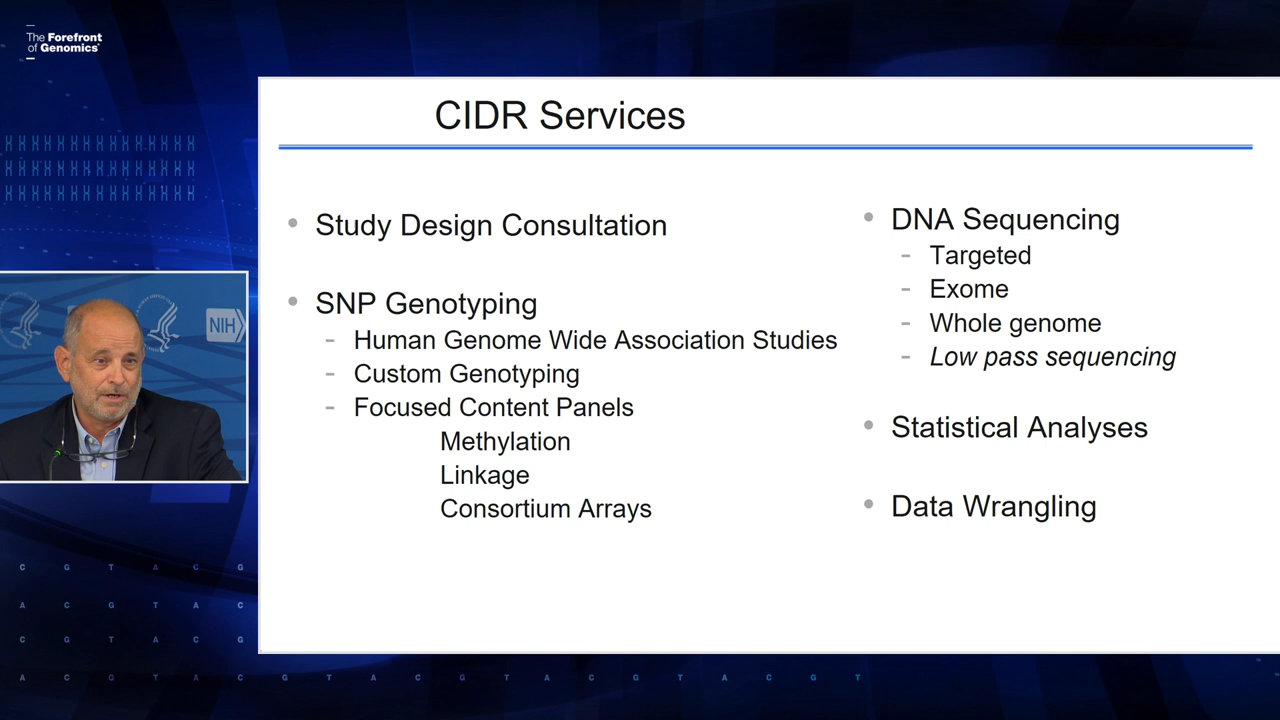 The Forefront
of Genomics®
CIDR Services
• Study Design Consultation
• SNP Genotyping
- Human Genome Wide Association Studies
- Custom Genotyping
- Focused Content Panels
Methylation
Linkage
Consortium Arrays
• DNA Sequencing
- Targeted
- Exome
- Whole genome
- Low pass sequencing
• Statistical Analyses
• Data Wrangling
NIH
C G T A C G
A C G T A C
C G T A C G
A C G T A C G T A C G T A C G T A C G T